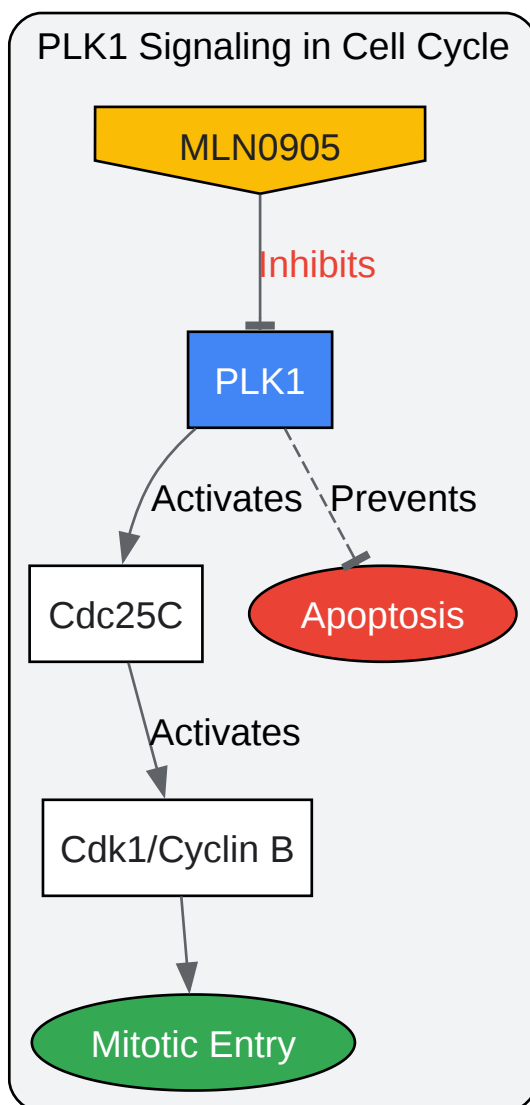 PLK1 Signaling in Cell Cycle
MLN0905
Inhibits
PLK1
Activates
Prevents
Cdc25C
Apoptosis
Activates
Cdk1/Cyclin B
Mitotic Entry